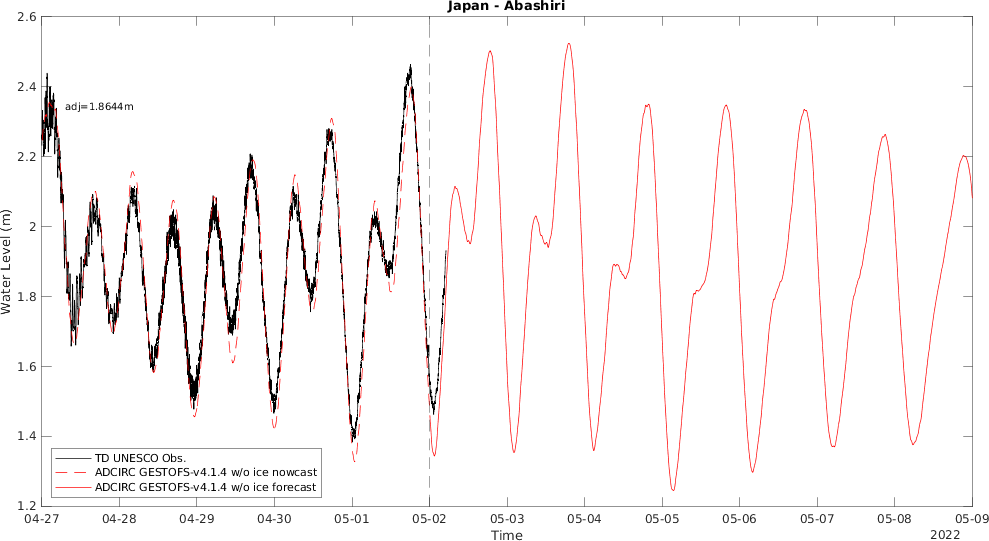 Japan - Abashiri
2.6
2.4
adj=1.8644m
2.2
2
Water Level (m)
1.8
1.6
1.4
TD UNESCO Obs.
ADCIRC GESTOFS-v4.1.4 w/o ice nowcast
ADCIRC GESTOFS-v4.1.4 w/o ice forecast
1.2
04-27 04-28 04-29 04-30 05-01 05-02 05-03 05-04 05-05 05-06 05-07 05-08 05-09
Time
2022